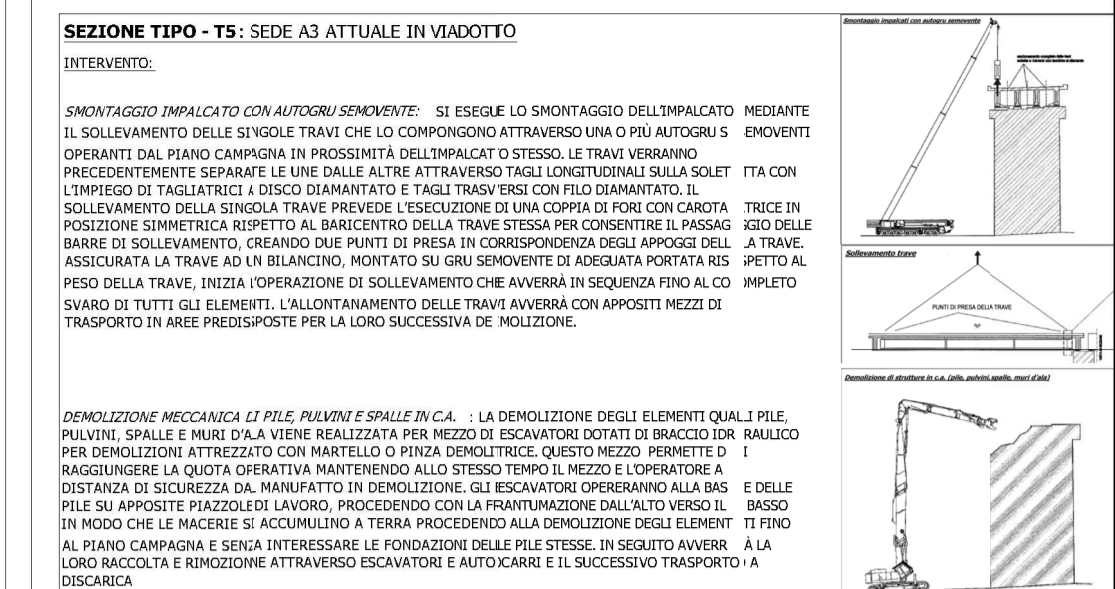 SEZIONE TIPO - T5: SEDE A3 ATTUALE IN VIADOTTO
INTERVENTO:
SMONTAGGIO IMPALCATO CON AUTOGRU SEMOVENTE: SI ESEGUE LO SMONTAGGIO DELL'IMPALCATO MEDIANTE
IL SOLLEVAMENTO DELLE SINGOLE TRAVI CHE LO COMPONGONO ATTRAVERSO UNA O PIÙ AUTOGRU SEMOVENTI
OPERANTI DAL PIANO CAMPAGNA IN PROSSIMITÀ DELL'IMPALCATO STESSO. LE TRAVI VERRANNO
PRECEDENTEMENTE SEPARATE LE UNE DALLE ALTRE ATTRAVERSO TAGLI LONGITUDINALI SULLA SOLETTA CON
L'IMPIEGO DI TAGLIATRICI A DISCO DIAMANTATO E TAGLI TRASVERSI CON FILO DIAMANTATO. IL
SOLLEVAMENTO DELLA SINGOLA TRAVE PREVEDE L'ESECUZIONE DI UNA COPPIA DI FORI CON CAROTATRICE IN
POSIZIONE SIMMETRICA RISPETTO AL BARICENTRO DELLA TRAVE STESSA PER CONSENTIRE IL PASSAGGIO DELLE
BARRE DI SOLLEVAMENTO, CREANDO DUE PUNTI DI PRESA IN CORRISPONDENZA DEGLI APPOGGI DELLA TRAVE.
ASSICURATA LA TRAVE AD UN BILANCINO, MONTATO SU GRU SEMOVENTE DI ADEGUATA PORTATA RISPETTO AL
PESO DELLA TRAVE, INIZIA L'OPERAZIONE DI SOLLEVAMENTO CHE AVVERRÀ IN SEQUENZA FINO AL COMPLETO
SVARO DI TUTTI GLI ELEMENTI. L'ALLONTANAMENTO DELLE TRAVI AVVERRÀ CON APPOSITI MEZZI DI
TRASPORTO IN AREE PREDISPOSTE PER LA LORO SUCCESSIVA DEMOLIZIONE.
DEMOLIZIONE MECCANICA DI PILE, PULVINI E SPALLE IN C.A. : LA DEMOLIZIONE DEGLI ELEMENTI QUALI PILE,
PULVINI, SPALLE E MURI D'ALA VIENE REALIZZATA PER MEZZO DI ESCAVATORI DOTATI DI BRACCIO IDRAULICO
PER DEMOLIZIONI ATTREZZATO CON MARTELLO O PINZA DEMOLITRICE. QUESTO MEZZO PERMETTE DI
RAGGIUNGERE LA QUOTA OPERATIVA MANTENENDO ALLO STESSO TEMPO IL MEZZO E L'OPERATORE A
DISTANZA DI SICUREZZA DAL MANUFATTO IN DEMOLIZIONE. GLI ESCAVATORI OPERERANNO ALLA BASE DELLE
PILE SU APPOSITE PIAZZOLE DI LAVORO, PROCEDENDO CON LA FRANTUMAZIONE DALL'ALTO VERSO IL BASSO
IN MODO CHE LE MACERIE SI ACCUMULINO A TERRA PROCEDENDO ALLA DEMOLIZIONE DEGLI ELEMENTI FINO
AL PIANO CAMPAGNA E SENZA INTERESSARE LE FONDAZIONI DELLE PILE STESSE. IN SEGUITO AVVERRÀ LA
LORO RACCOLTA E RIMOZIONNE ATTRAVERSO ESCAVATORI E AUTOCARRI E IL SUCCESSIVO TRASPORTO A
DISCARICA
Smontaggio impalcati con autogru semovente
Sollevamento trave
PUNTI DI PRESA DELLA TRAVE
Demolizione di strutture in c.a. (pile, pulvini,spalle, muri d'ala)